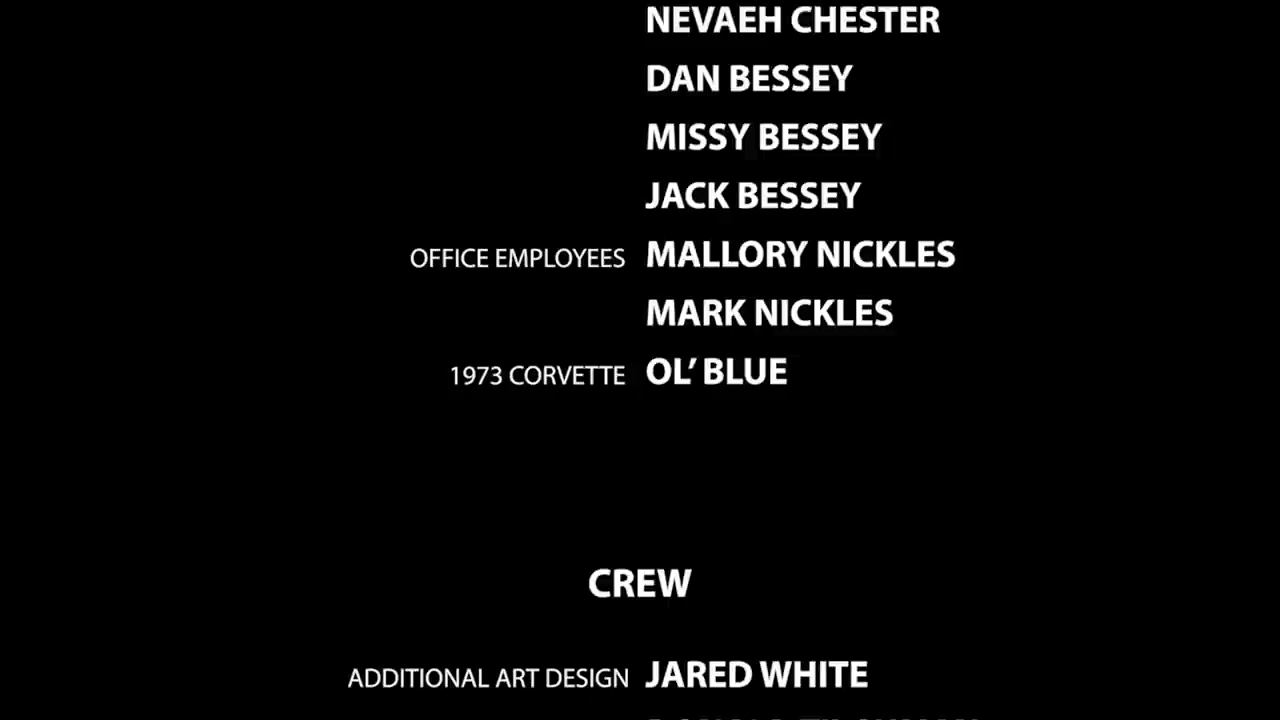 NEVAEH CHESTER
DAN BESSEY
MISSY BESSEY
JACK BESSEY
OFFICE EMPLOYEES MALLORY NICKLES
MARK NICKLES
1973 CORVETTE OL’ BLUE
CREW
ADDITIONAL ART DESIGN JARED WHITE